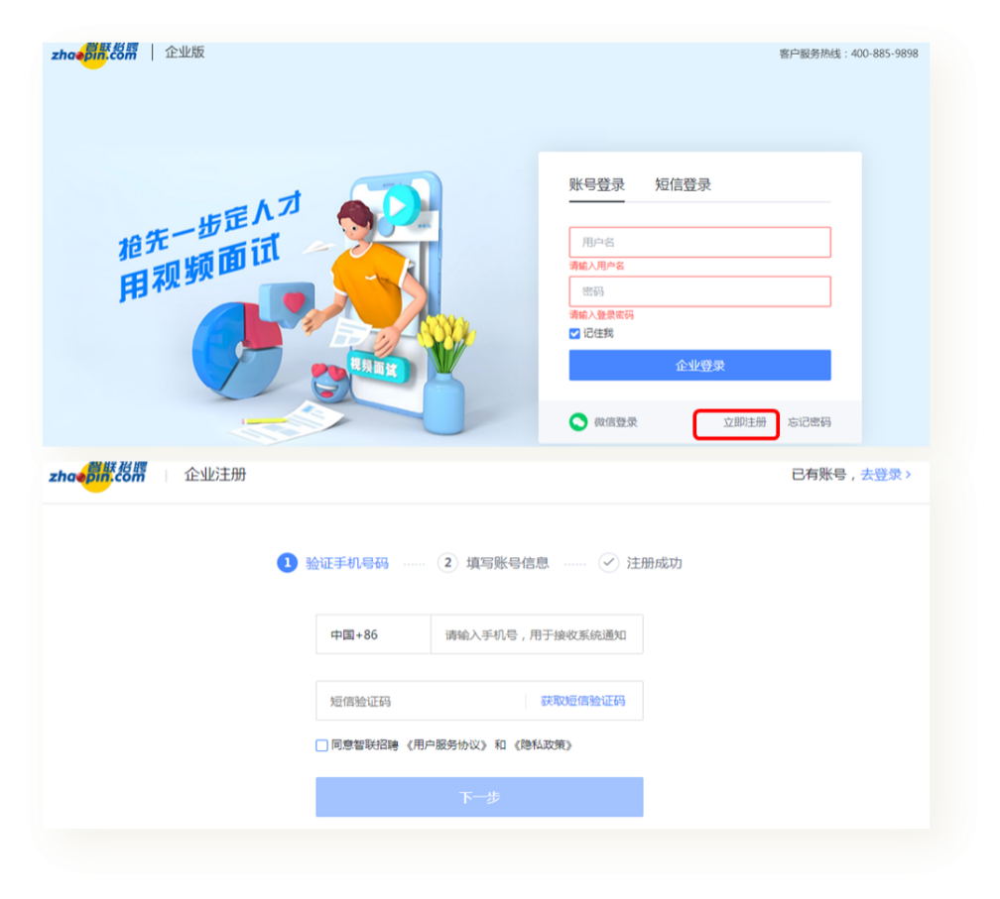 智联招聘
zhaopin.com 企业版
客户服务热线：400-885-9898
抢先一步定人才
用视频面试
视频面试
账号登录 短信登录
用户名
请输入用户名
密码
请输入登录密码
记住我
企业登录
微信登录 立即注册 忘记密码
智联招聘
zhaopin.com 企业注册
已有账号，去登录 >
1 验证手机号码 ...... 2 填写账号信息 ...... 注册成功
中国+86 请输入手机号，用于接收系统通知
短信验证码 获取短信验证码
同意智联招聘《用户服务协议》和《隐私政策》
下一步